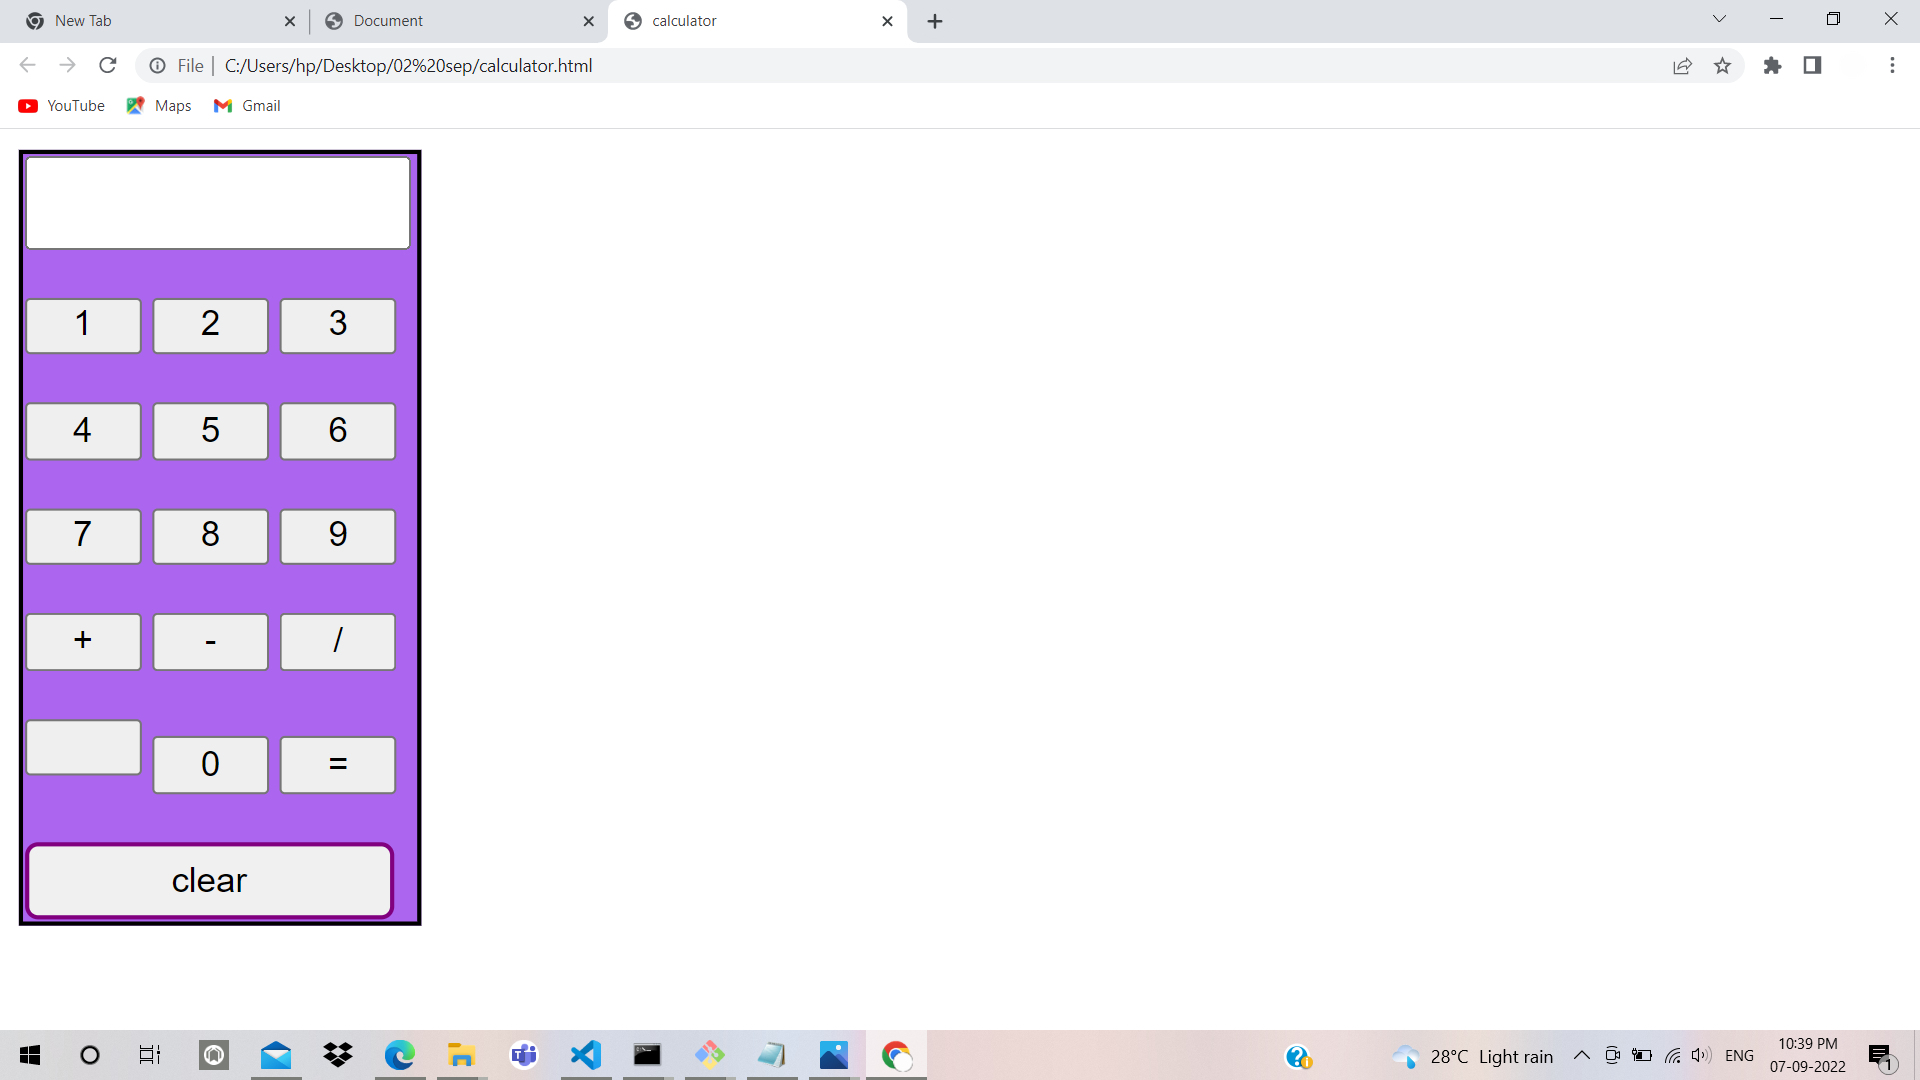 New Tab
Document
calculator
File
C:/Users/hp/Desktop/02%20sep/calculator.html
YouTube
Maps
Gmail
1 2 3
4 5 6
7 8 9
+ - /
0 =
clear
28°C Light rain
ENG
10:39 PM
07-09-2022
1